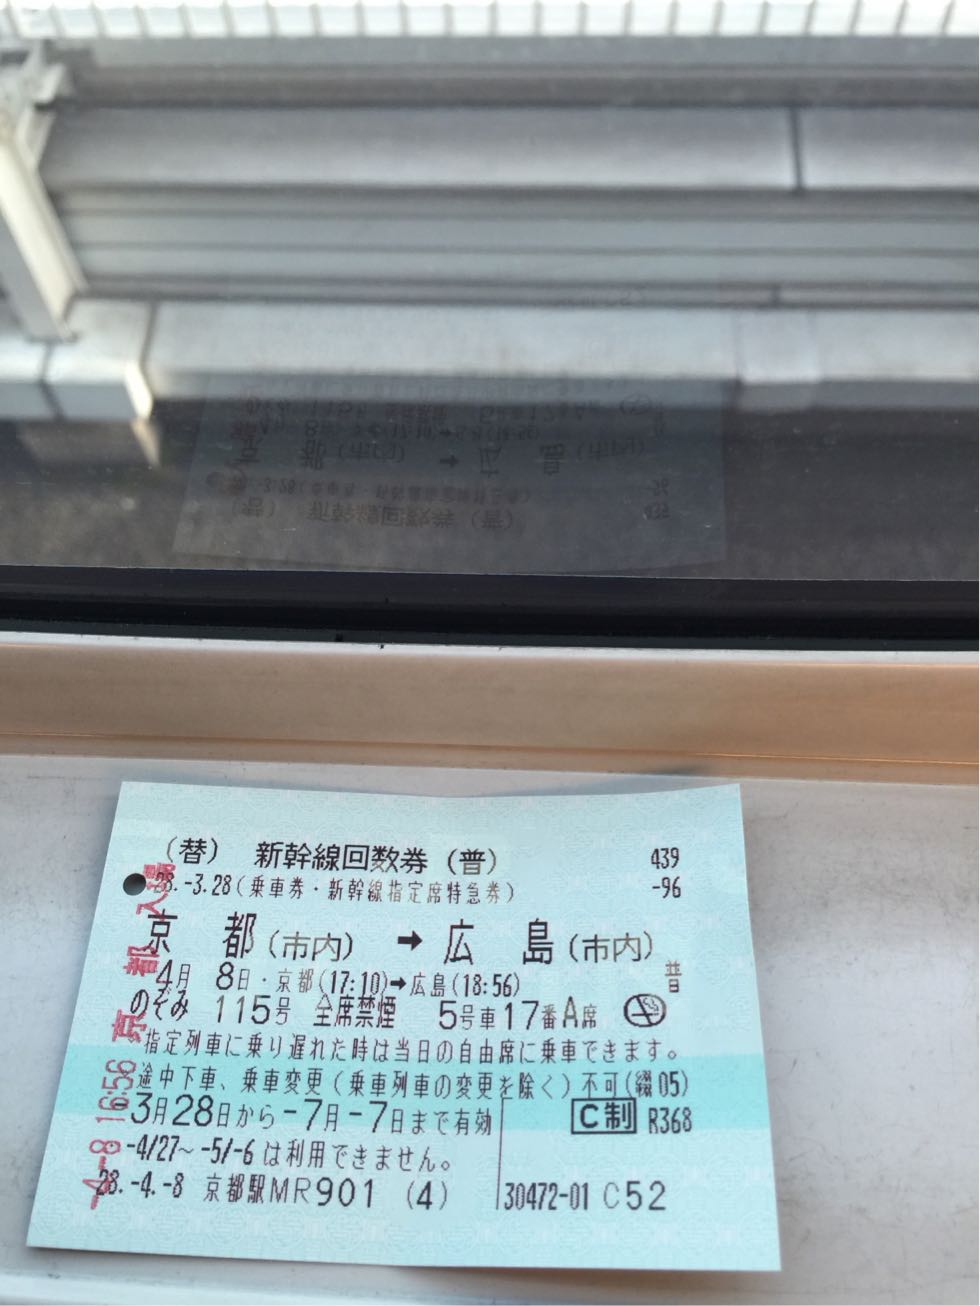 (替) 新幹線回数券(普) 439
28.-3.28(乗車券・新幹線指定席特急券) -96
京都(市内) ➡ 広島(市内)
4月 8日・京都(17:10)➡広島(18:56) 普
のぞみ 115号 全席禁煙 5号車17番A席
指定列車に乗り遅れた時は当日の自由席に乗車できます。
途中下車、乗車変更(乗車列車の変更を除く)不可(綴05)
3月28日から-7月-7日まで有効 C制 R368
-4/27～-5/-6は利用できません。
28.-4.-8 京都駅MR901 (4) 30472-01 C52
-4-8 16:56 京都入場